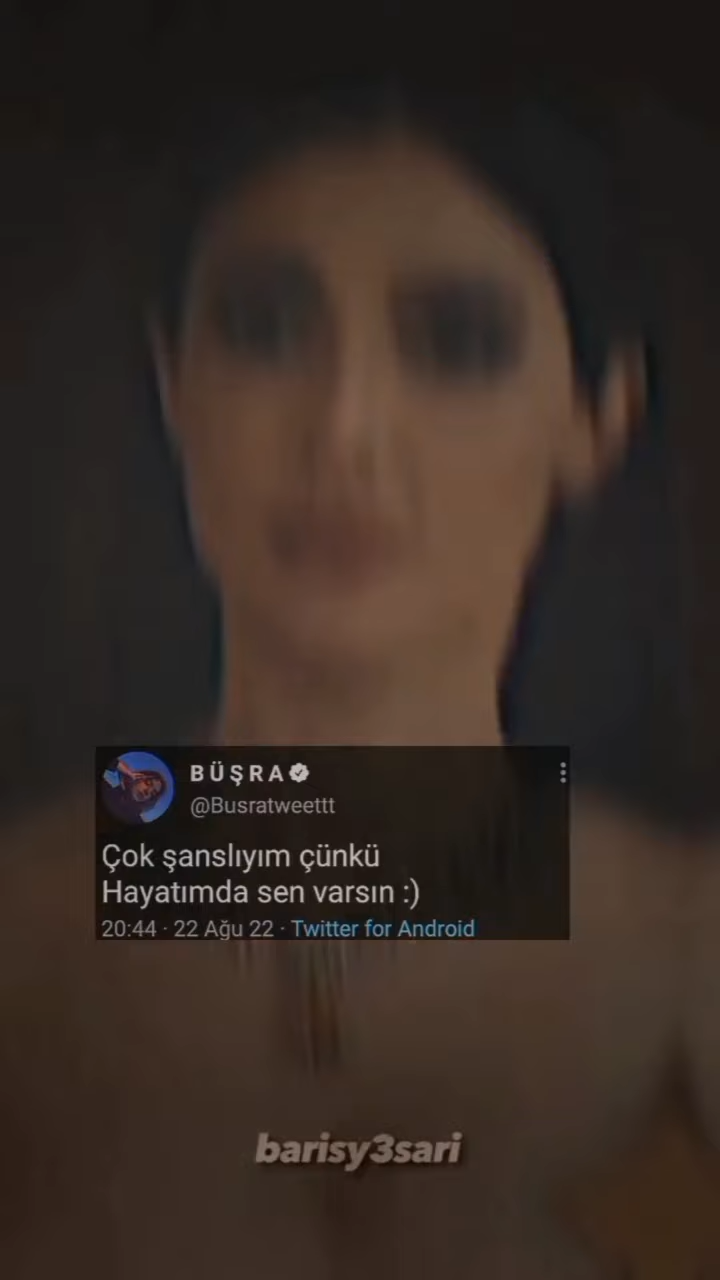 BÜŞRA
@Busratweettt
Çok şanslıyım çünkü
Hayatımda sen varsın :)
20:44 · 22 Ağu 22 · Twitter for Android
barisy3sari